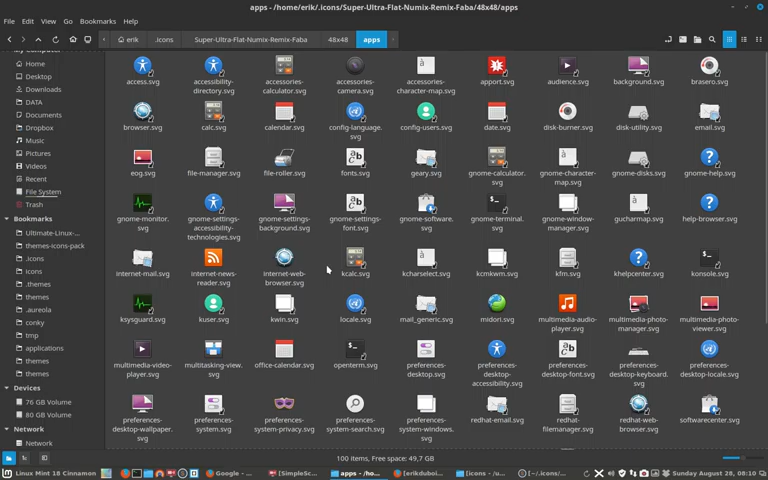 apps - /home/erik/.icons/Super-Ultra-Flat-Numix-Remix-Faba/48x48/apps
File Edit View Go Bookmarks Help
erik .icons Super-Ultra-Flat-Numix-Remix-Faba 48x48 apps
Home
Desktop
Downloads
DATA
Documents
Dropbox
Music
Pictures
Videos
Recent
File System
Trash
Bookmarks
Ultimate-Linux-...
themes-icons-pack
.icons
icons
.themes
themes
.aureola
conky
tmp
applications
themes
themes
Devices
76 GB Volume
80 GB Volume
Network
Network
access.svg
accessibility-
directory.svg
accessories-
calculator.svg
accessories-
camera.svg
accessories-
character-map.svg
apport.svg
audience.svg
background.svg
brasero.svg
browser.svg
calc.svg
calendar.svg
config-language.
svg
config-users.svg
date.svg
disk-burner.svg
disk-utility.svg
email.svg
eog.svg
file-manager.svg
file-roller.svg
fonts.svg
geary.svg
gnome-calculator.
svg
gnome-character-
map.svg
gnome-disks.svg
gnome-help.svg
gnome-monitor.
svg
gnome-settings-
accessibility-
technologies.svg
gnome-settings-
background.svg
gnome-settings-
font.svg
gnome-software.
svg
gnome-terminal.
svg
gnome-window-
manager.svg
gucharmap.svg
help-browser.svg
internet-mail.svg
internet-news-
reader.svg
internet-web-
browser.svg
kcalc.svg
kcharselect.svg
kcmkwm.svg
kfm.svg
khelpcenter.svg
konsole.svg
ksysguard.svg
kuser.svg
kwin.svg
locale.svg
mail_generic.svg
midori.svg
multimedia-audio-
player.svg
multimedia-photo-
manager.svg
multimedia-photo-
viewer.svg
multimedia-video-
player.svg
multitasking-view.
svg
office-calendar.svg
openterm.svg
preferences-
desktop.svg
preferences-
desktop-
accessibility.svg
preferences-
desktop-font.svg
preferences-
desktop-keyboard.
svg
preferences-
desktop-locale.svg
preferences-
desktop-wallpaper.
svg
preferences-
system.svg
preferences-
system-privacy.svg
preferences-
system-search.svg
preferences-
system-windows.
svg
redhat-email.svg
redhat-
filemanager.svg
redhat-web-
browser.svg
softwarecenter.svg
100 items, Free space: 49,7 GB
Linux Mint 18 Cinnamon
Google - ...
[SimpleSc...
apps - /ho...
[erikduboi...
[icons - /u...
[~/.icons/...
Sunday August 28, 08:10